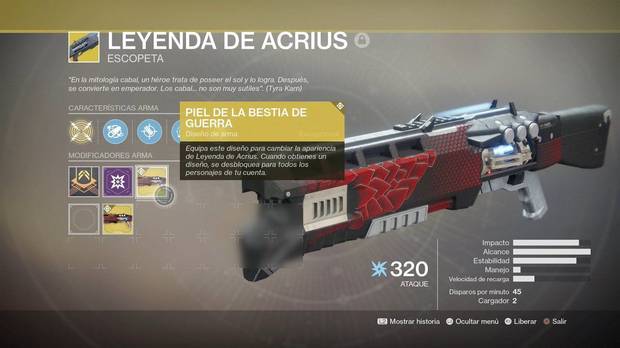 LEYENDA DE ACRIUS
ESCOPETA
"En la mitología cabal, un héroe trata de poseer el sol y lo logra. Después,
se convierte en emperador. Los cabal... no son muy sutiles". (Tyra Karn)
CARACTERÍSTICAS ARMA
PIEL DE LA BESTIA DE
GUERRA
Diseño de arma
Equipa este diseño para cambiar la apariencia
de Leyenda de Acrius. Cuando obtienes un
diseño, se desbloquea para todos los
personajes de tu cuenta.
MODIFICADORES ARMA
320
ATAQUE
Impacto
Alcance
Estabilidad
Manejo
Velocidad de recarga
Disparos por minuto 45
Cargador 2
L2 Mostrar historia
Ocultar menú
Liberar
Salir